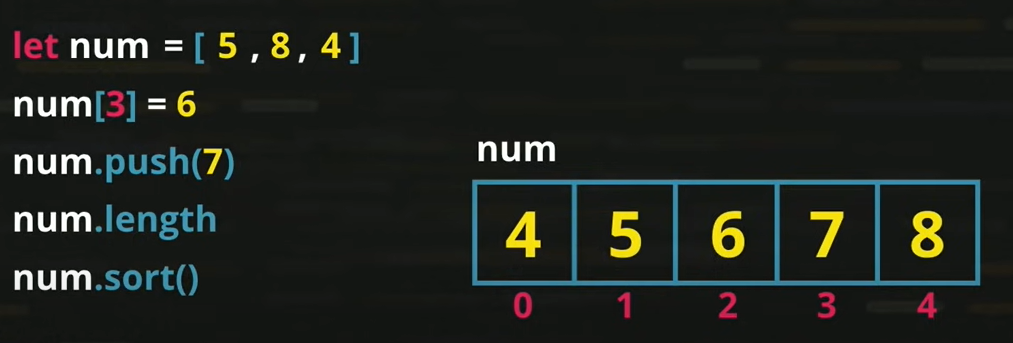 let num = [ 5 , 8 , 4 ]
num[3] = 6
num.push(7)
num.length
num.sort()
num
4 5 6 7 8
0 1 2 3 4